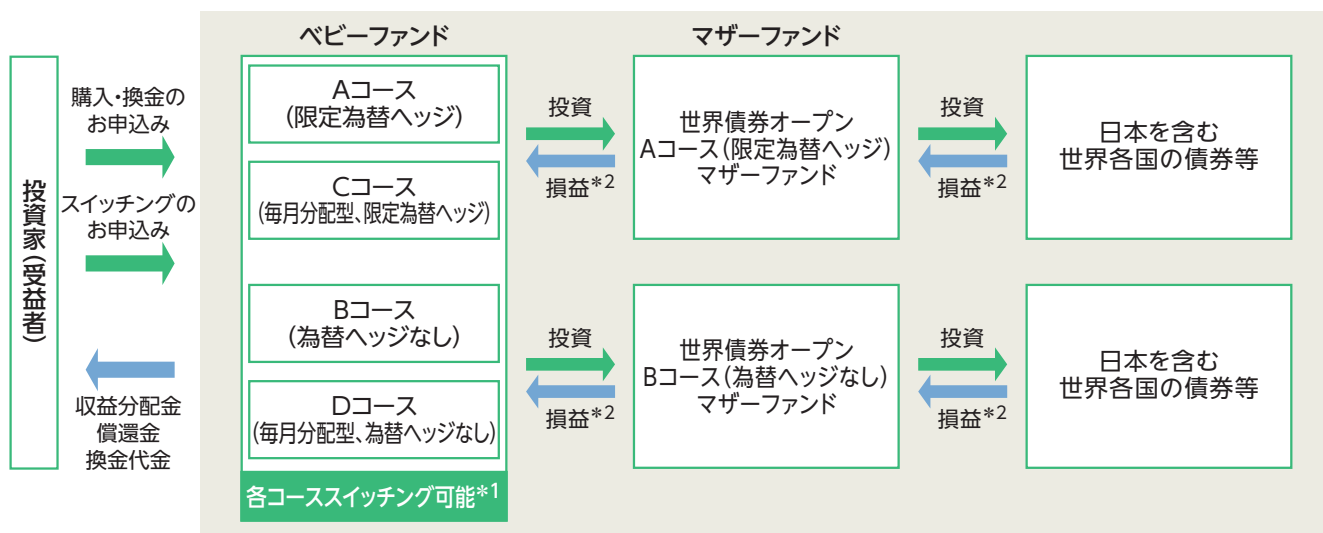 投資家（受益者）
購入・換金の
お申込み
スイッチングの
お申込み
収益分配金
償還金
換金代金
ベビーファンド
Aコース
（限定為替ヘッジ）
Cコース
（毎月分配型、限定為替ヘッジ）
Bコース
（為替ヘッジなし）
Dコース
（毎月分配型、為替ヘッジなし）
各コーススイッチング可能＊1
投資
損益＊2
投資
損益＊2
マザーファンド
世界債券オープン
Aコース（限定為替ヘッジ）
マザーファンド
世界債券オープン
Bコース（為替ヘッジなし）
マザーファンド
投資
損益＊2
投資
損益＊2
日本を含む
世界各国の債券等
日本を含む
世界各国の債券等